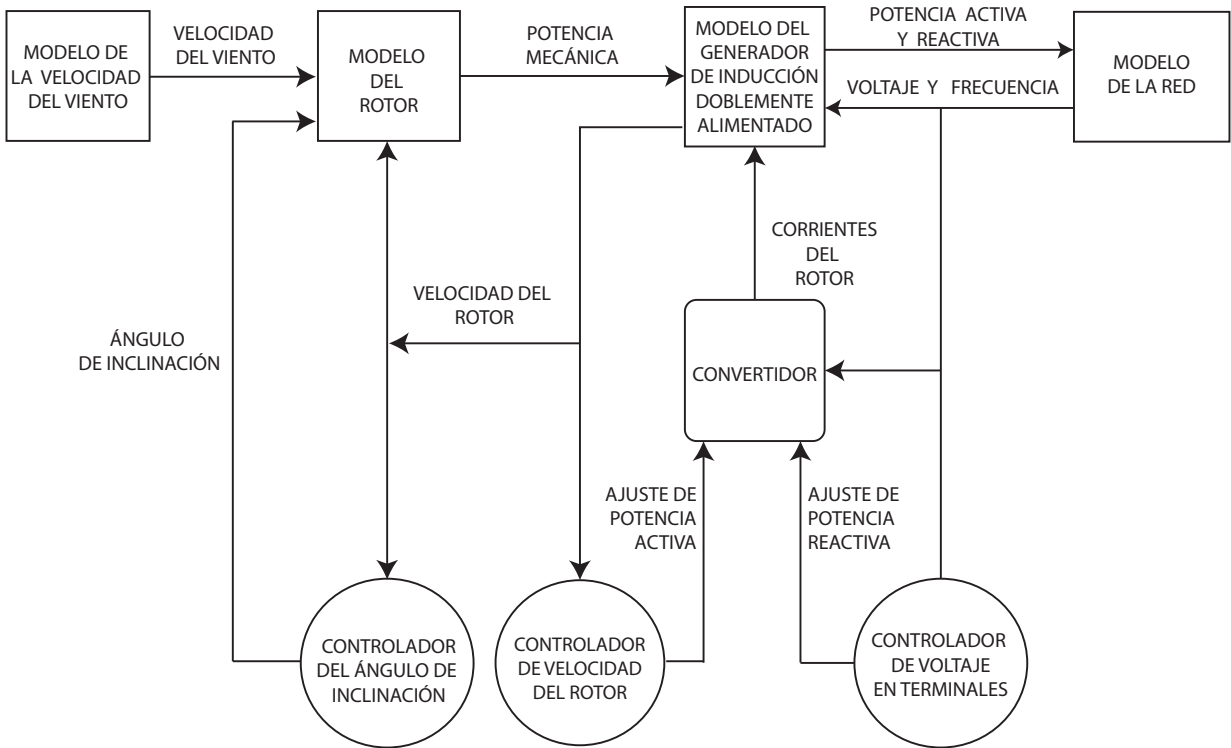 MODELO DE
LA VELOCIDAD
DEL VIENTO
VELOCIDAD
DEL VIENTO
MODELO
DEL
ROTOR
POTENCIA
MECÁNICA
MODELO DEL
GENERADOR
DE INDUCCIÓN
DOBLEMENTE
ALIMENTADO
POTENCIA ACTIVA
Y REACTIVA
VOLTAJE Y FRECUENCIA
MODELO
DE LA RED
CORRIENTES
DEL
ROTOR
VELOCIDAD DEL
ROTOR
ÁNGULO
DE INCLINACIÓN
CONVERTIDOR
AJUSTE DE
POTENCIA
ACTIVA
AJUSTE DE
POTENCIA
REACTIVA
CONTROLADOR
DEL ÁNGULO DE
INCLINACIÓN
CONTROLADOR
DE VELOCIDAD
DEL ROTOR
CONTROLADOR
DE VOLTAJE
EN TERMINALES